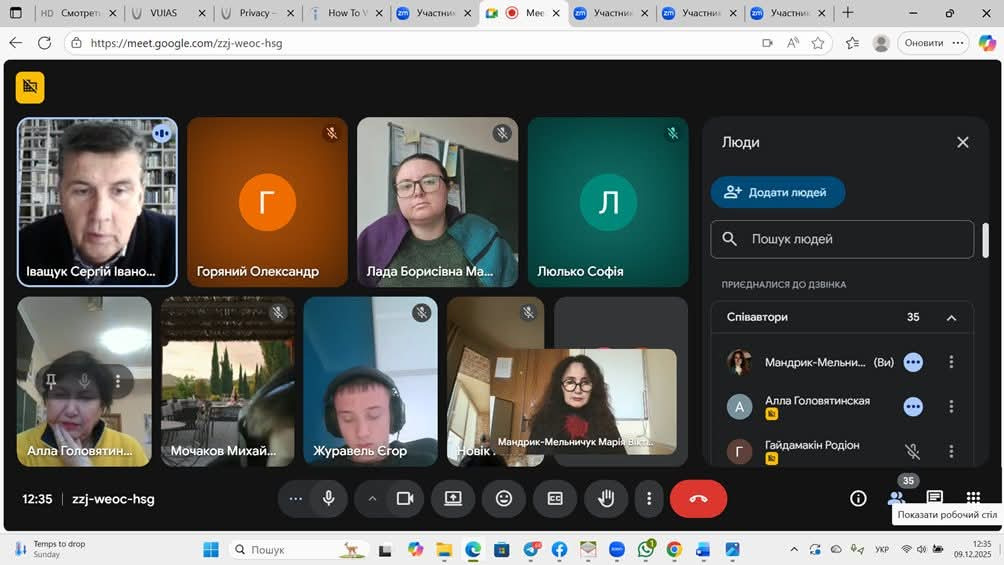 HD Смотреть
VUIAS
Privacy –
How To V
Участник
Mee
Участник
Участник
Участник
https://meet.google.com/zzj-weoc-hsg
Оновити
Іващук Сергій Івано...
Г
Горяний Олександр
Лада Борисівна Ма...
Л
Люлько Софія
Алла Головятин...
Мочаков Михай...
Журавель Єгор
Новік
Мандрик-Мельничук Марія Вікт..
Люди
Додати людей
Пошук людей
ПРИЄДНАЛИСЯ ДО ДЗВІНКА
Співавтори 35
Мандрик-Мельни... (Ви)
А
Алла Головятинская
Г
Гайдамакін Родіон
12:35 | zzj-weoc-hsg
35
Показати робочий стіл
Temps to drop
Sunday
Пошук
УКР
12:35
09.12.2025